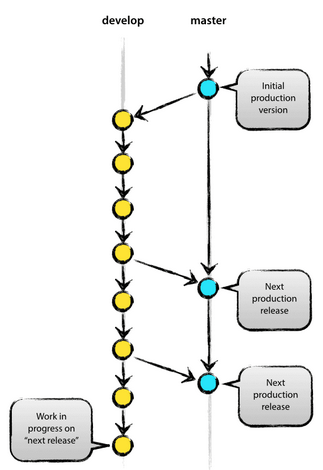 develop
master
Initial
production
version
Next
production
release
Next
production
release
Work in
progress on
“next release”